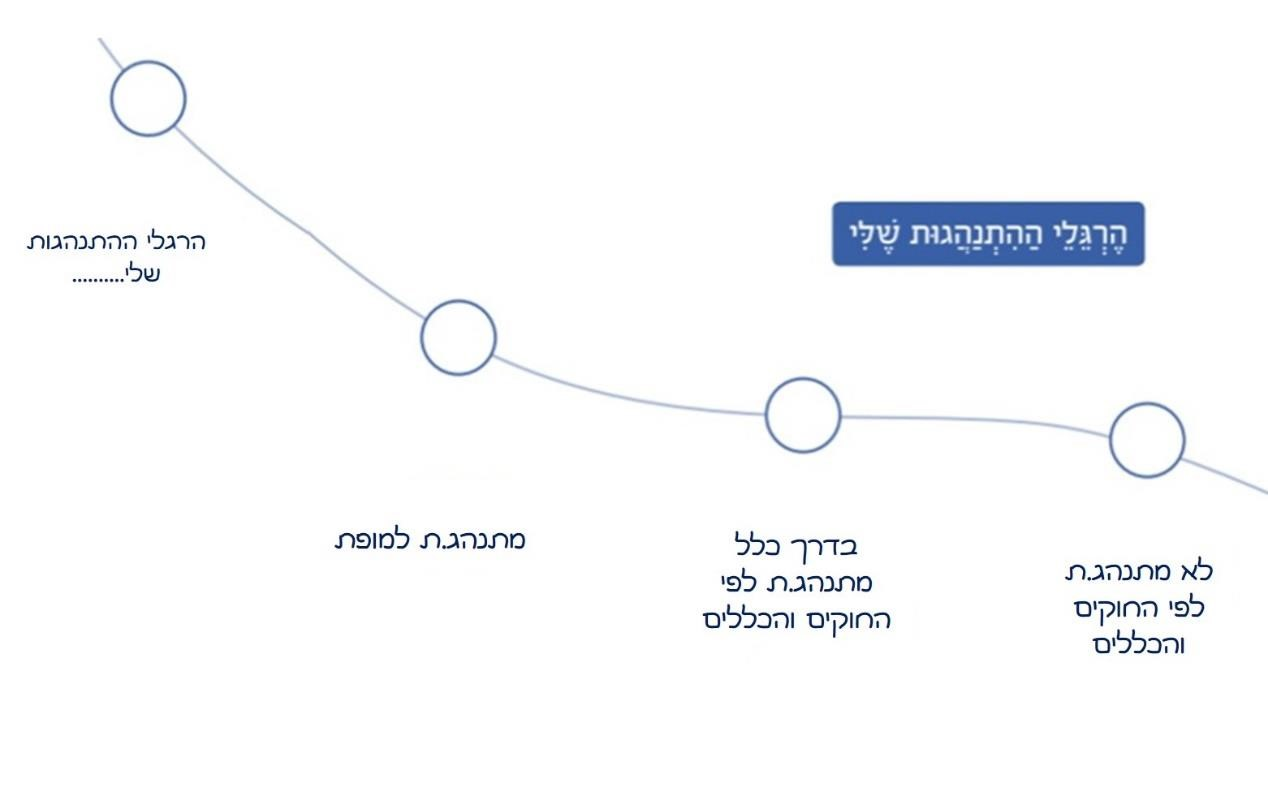 הֶרְגֵּלֵי הַהִתְנַהֲגוּת שֶׁלִּי
לא מתנהג.ת
לפי החוקים
והכללים
בדרך כלל
מתנהג.ת לפי
החוקים והכללים
מתנהג.ת למופת
הרגלי ההתנהגות
שלי..........